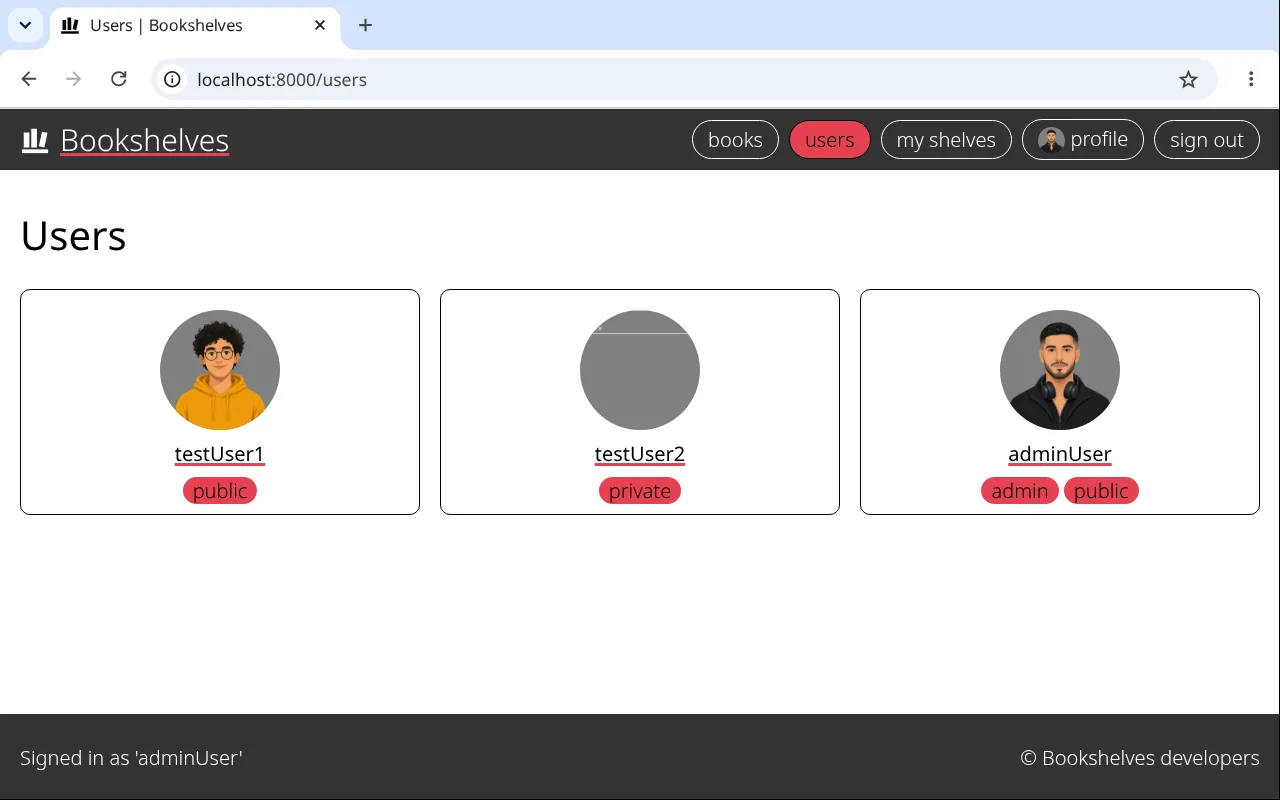 Users | Bookshelves
localhost:8000/users
Bookshelves
books
users
my shelves
profile
sign out
Users
testUser1
public
testUser2
private
adminUser
admin
public
Signed in as 'adminUser'
© Bookshelves developers